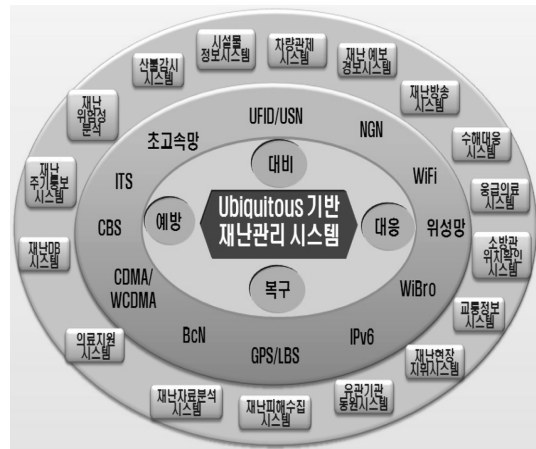 시설물
정보시스템
차량관제
시스템
재난 예보
경보시스템
산불감시
시스템
재난방송
시스템
재난
위험성
분석
수해대응
시스템
재난
주기통보
시스템
응급의료
시스템
재난DB
시스템
소방관
위치확인
시스템
의료지원
시스템
교통정보
시스템
재난자료분석
시스템
재난피해수집
시스템
유관기관
동원시스템
재난현장
지휘시스템
UFID/USN
초고속망
NGN
ITS
WiFi
CBS
위성망
CDMA/
WCDMA
WiBro
BcN
GPS/LBS
IPv6
대비
예방
Ubiquitous 기반
재난관리 시스템
대응
복구